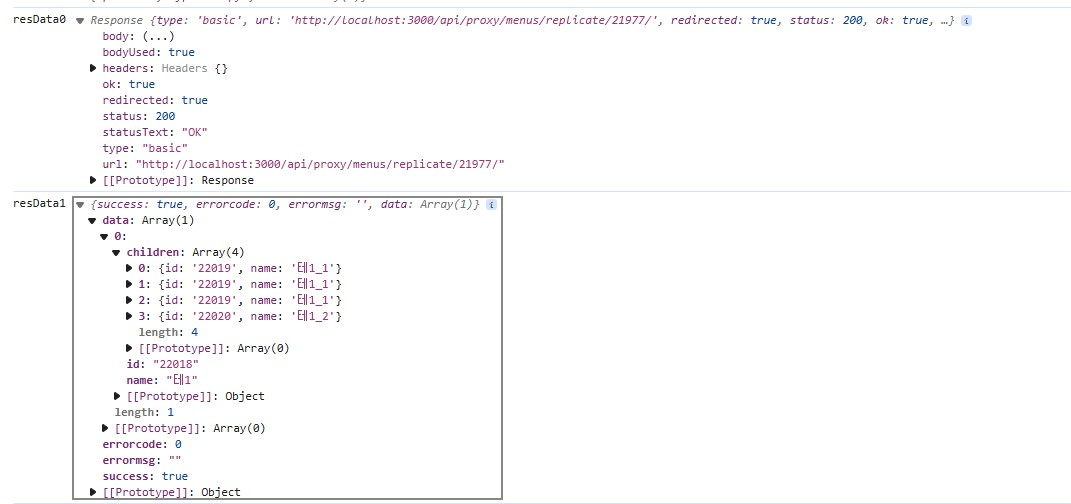 resData0 ▼ Response {type: 'basic', url: 'http://localhost:3000/api/proxy/menus/replicate/21977/', redirected: true, status: 200, ok: true, …} i
body: (...)
bodyUsed: true
▶ headers: Headers {}
ok: true
redirected: true
status: 200
statusText: "OK"
type: "basic"
url: "http://localhost:3000/api/proxy/menus/replicate/21977/"
▶ [[Prototype]]: Response
resData1 ▼ {success: true, errorcode: 0, errormsg: '', data: Array(1)} i
▼ data: Array(1)
▼ 0:
▼ children: Array(4)
▶ 0: {id: '22019', name: '테1_1'}
▶ 1: {id: '22019', name: '테1_1'}
▶ 2: {id: '22019', name: '테1_1'}
▶ 3: {id: '22020', name: '테1_2'}
length: 4
▶ [[Prototype]]: Array(0)
id: "22018"
name: "테1"
▶ [[Prototype]]: Object
length: 1
▶ [[Prototype]]: Array(0)
errorcode: 0
errormsg: ""
success: true
▶ [[Prototype]]: Object